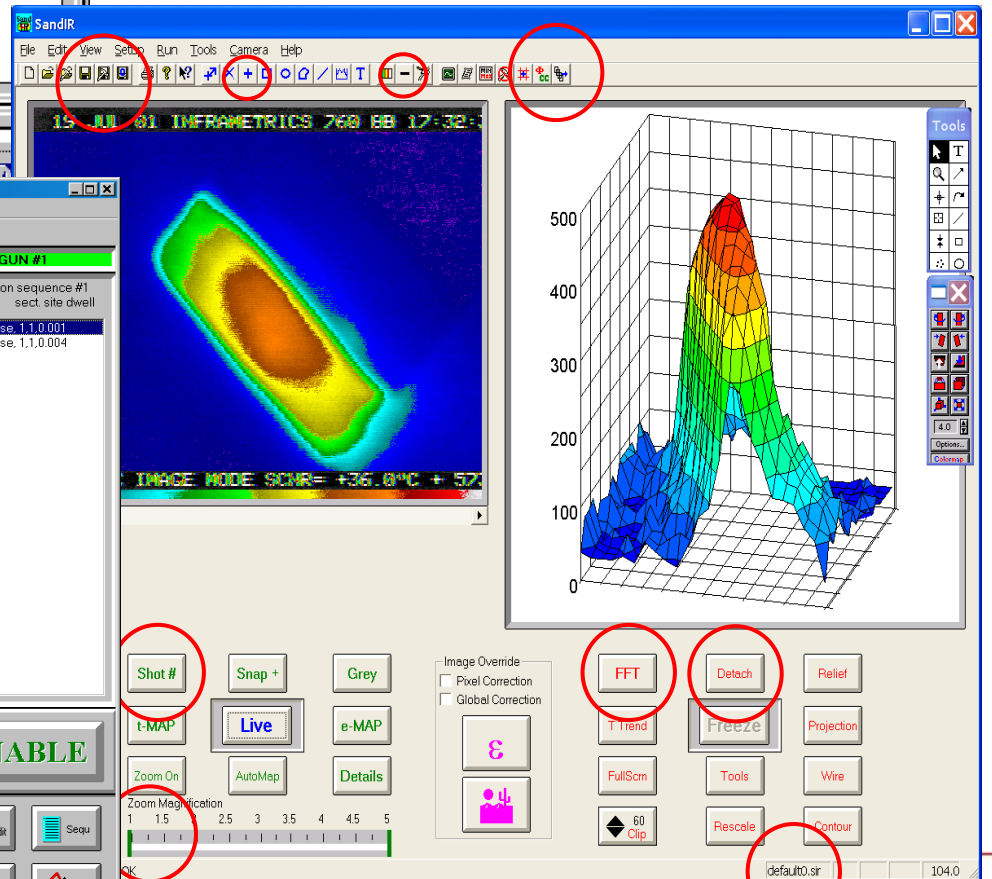 SandIR
File Edit View Setup Run Tools Camera Help
T
19 JUL 01 INFRAMETRICS 760 BB 17:32:
IMAGE MODE SCNR= +36.0°C + 57.
500
400
300
200
100
0
Tools
T
4.0
Options...
Colormap
GUN #1
on sequence #1
sect. site dwell
se, 1,1,0.001
se, 1,1,0.004
NABLE
Sequ
Shot #
Snap +
Grey
t-MAP
Live
e-MAP
Zoom On
AutoMap
Details
Zoom Magnification
1 1.5 2 2.5 3 3.5 4 4.5 5
Image Override
Pixel Correction
Global Correction
ε
FFT
Detach
Relief
T Trend
Freeze
Projection
FullScrn
Tools
Wire
60
Clip
Rescale
Contour
OK
default0.sir
104.0